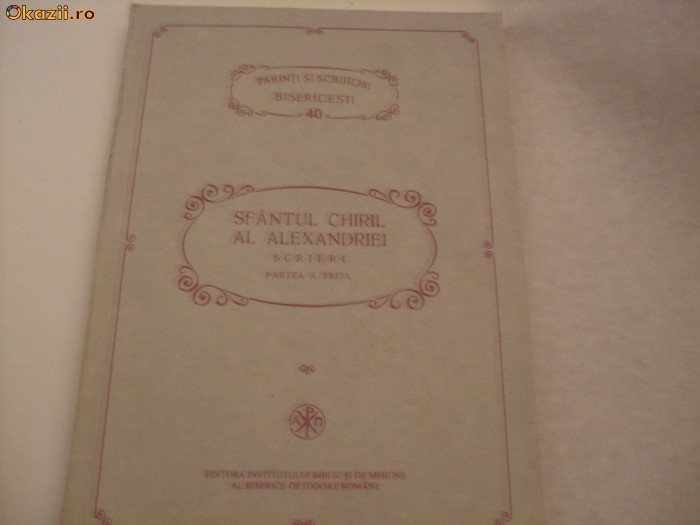 Okazii.ro
PĂRINȚI ȘI SCRIITORI
BISERICEȘTI
40
SFÂNTUL CHIRIL
AL ALEXANDRIEI
SCRIERI
PARTEA A TREIA
A P Ω
EDITURA INSTITUTULUI BIBLIC ȘI DE MISIUNE
AL BISERICII ORTODOXE ROMÂNE